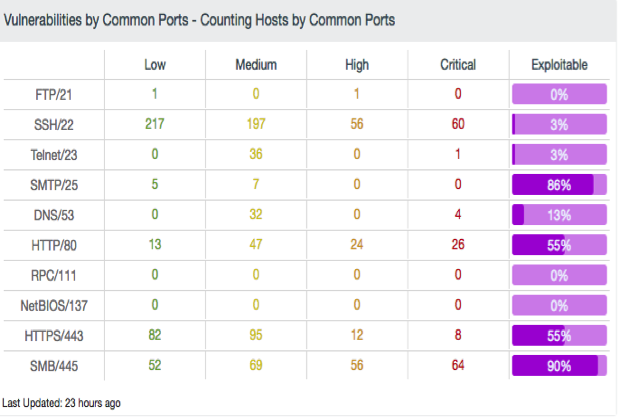 Vulnerabilities by Common Ports - Counting Hosts by Common Ports
Low Medium High Critical Exploitable
FTP/21 1 0 1 0 0%
SSH/22 217 197 56 60 3%
Telnet/23 0 36 0 1 3%
SMTP/25 5 7 0 0 86%
DNS/53 0 32 0 4 13%
HTTP/80 13 47 24 26 55%
RPC/111 0 0 0 0 0%
NetBIOS/137 0 0 0 0 0%
HTTPS/443 82 95 12 8 55%
SMB/445 52 69 56 64 90%
Last Updated: 23 hours ago